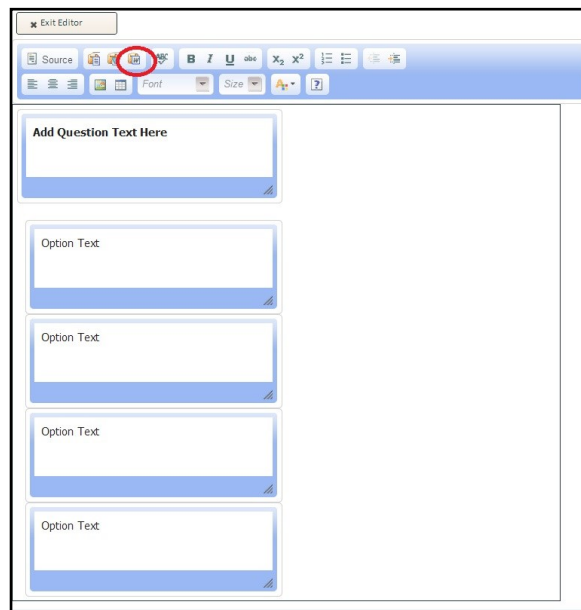 ✖ Exit Editor
Source ABC B I U abc X₂ X²
Font Size A ?
Add Question Text Here
Option Text
Option Text
Option Text
Option Text